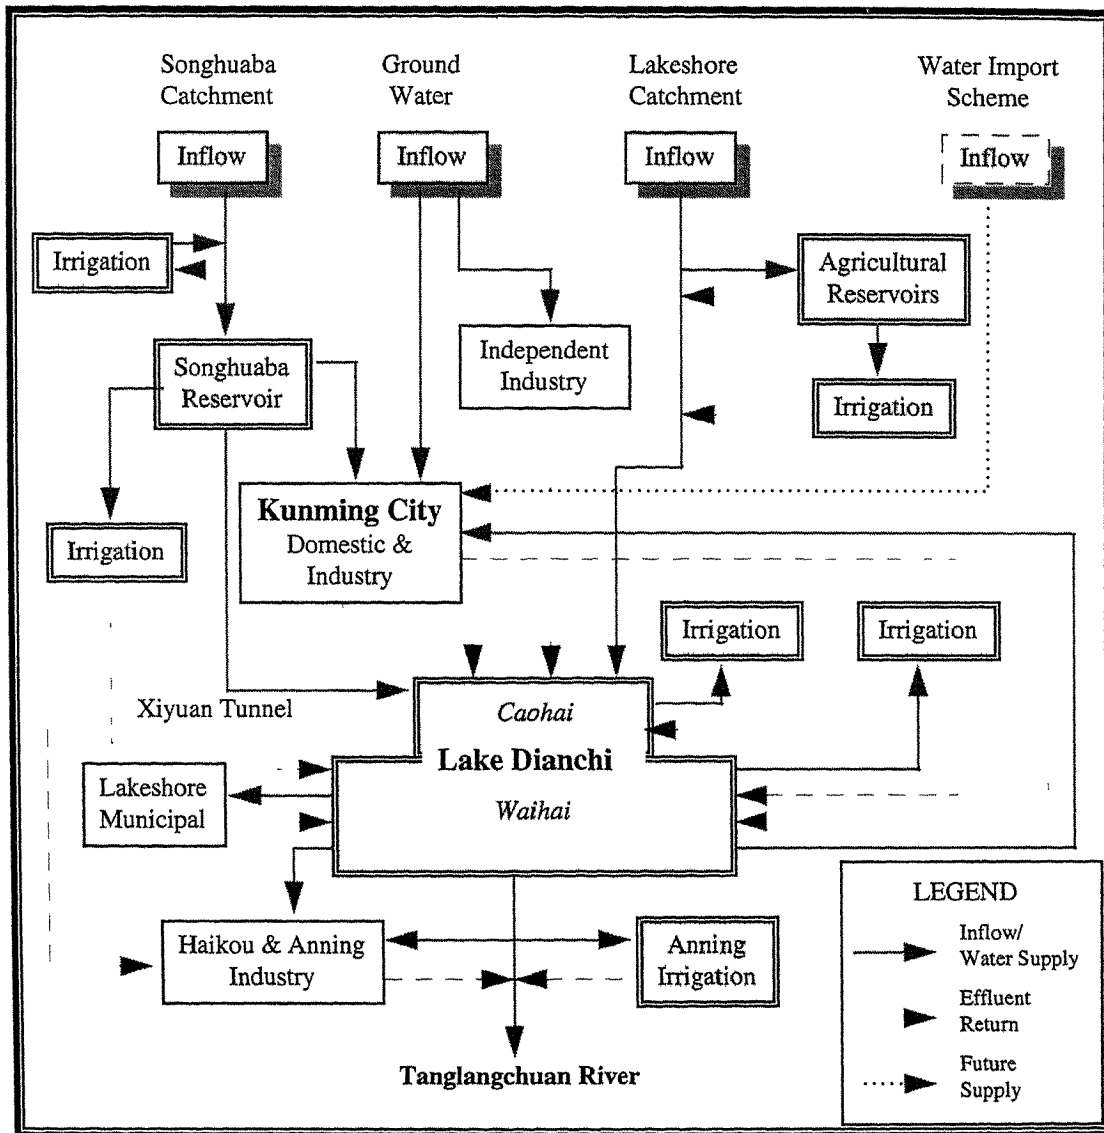 Songhuaba
Catchment
Ground
Water
Lakeshore
Catchment
Water Import
Scheme
Inflow
Inflow
Inflow
Inflow
Irrigation
Agricultural
Reservoirs
Songhuaba
Reservoir
Independent
Industry
Irrigation
Kunming City
Domestic &
Industry
Irrigation
Irrigation
Irrigation
Xiyuan Tunnel
Caohai
Lake Dianchi
Waihai
Lakeshore
Municipal
Haikou & Anning
Industry
Anning
Irrigation
Tanglangchuan River
LEGEND
Inflow/
Water Supply
Effluent
Return
Future
Supply